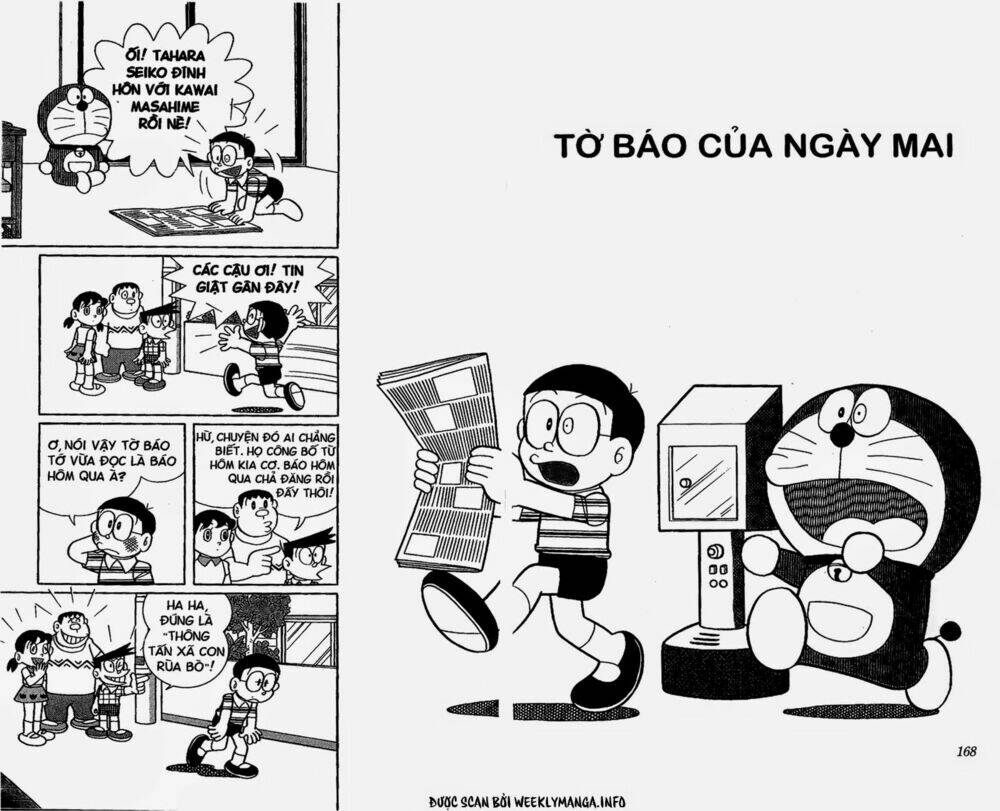 TỜ BÁO CỦA NGÀY MAI
168
ỐI! TAHARA
SEIKO ĐÍNH
HÔN VỚI KAWAI
MASAHIME
RỒI NÈ!
CÁC CẬU ƠI! TIN
GIẬT GÂN ĐÂY!
HỪ, CHUYỆN ĐÓ AI CHẲNG
BIẾT. HỌ CÔNG BỐ TỪ
HÔM KIA CƠ. BÁO HÔM
QUA CHẢ ĐĂNG RỒI
ĐẤY THÔI!
Ơ, NÓI VẬY TỜ BÁO
TỚ VỪA ĐỌC LÀ BÁO
HÔM QUA À?
HA HA,
ĐÚNG LÀ
"THÔNG
TẤN XÃ CON
RÙA BÒ"!
ĐƯỢC SCAN BỞI WEEKLYMANGA.INFO